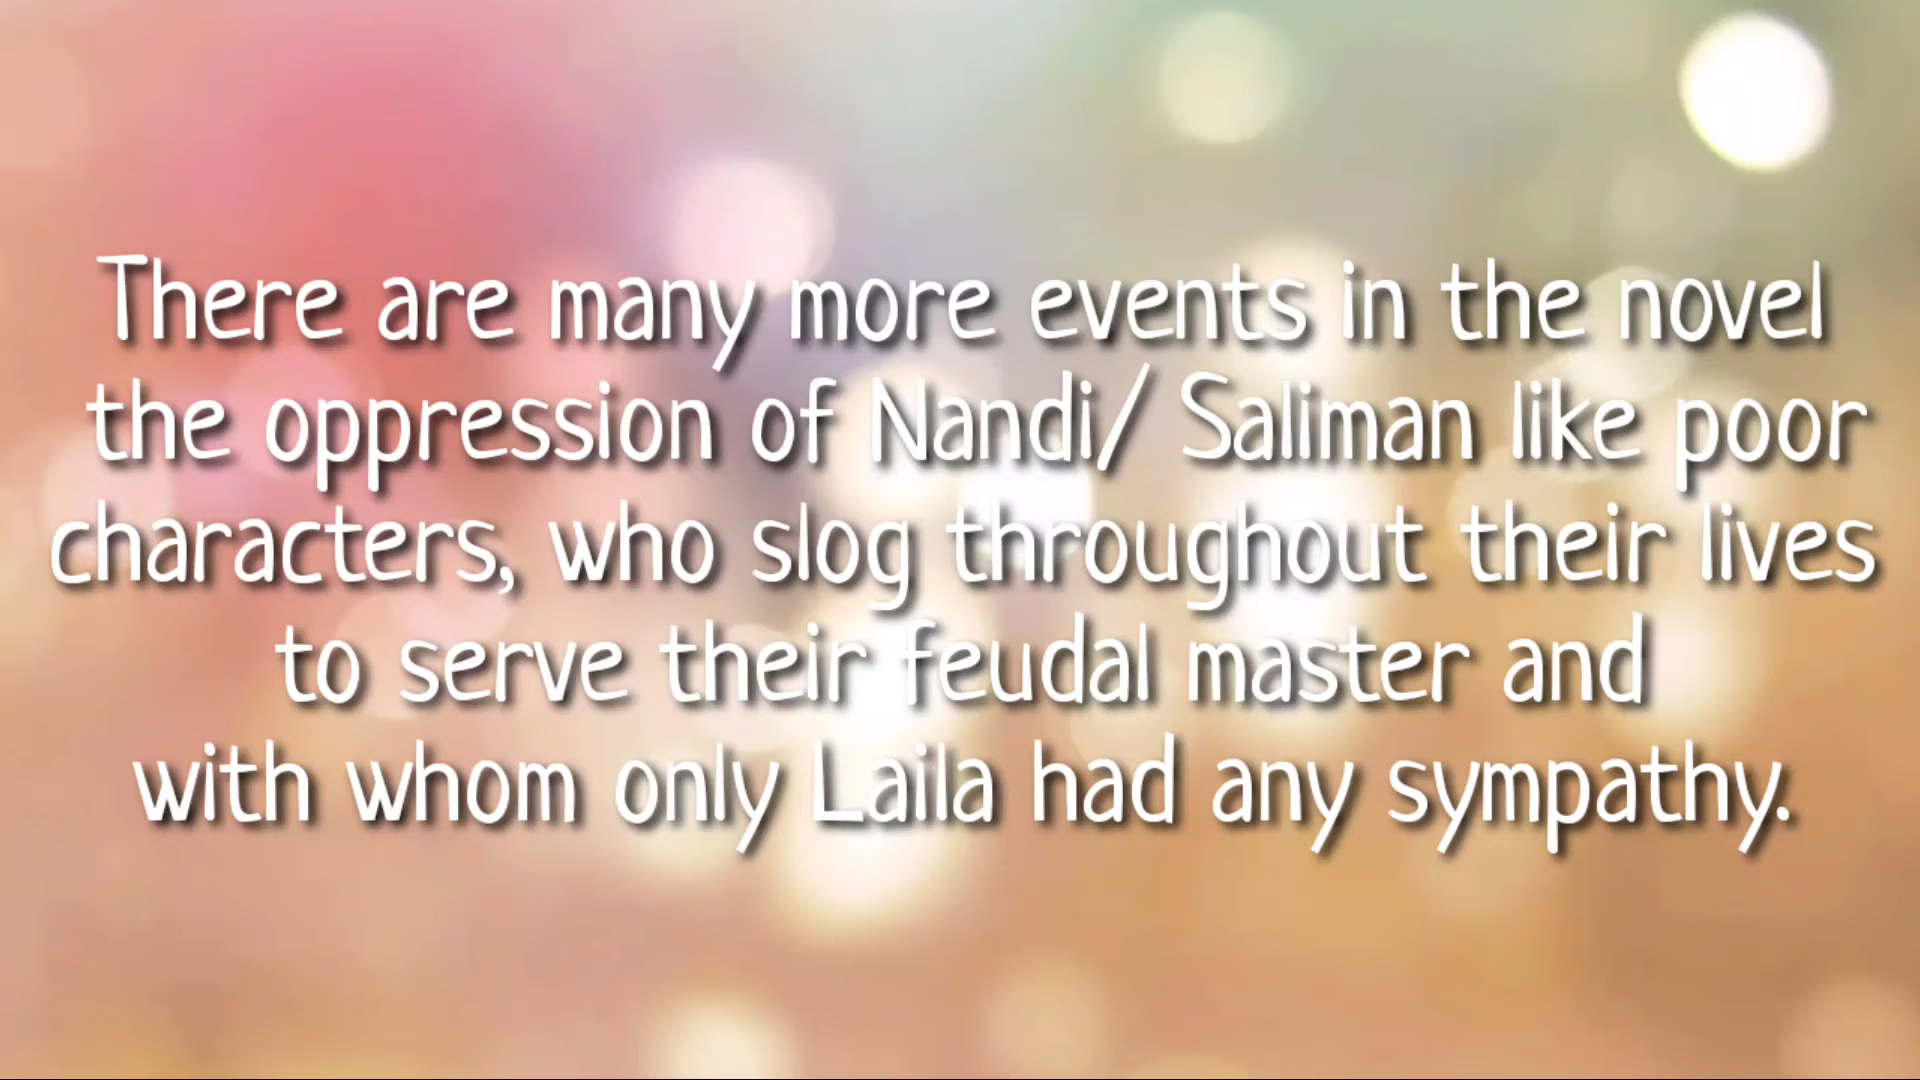 There are many more events in the novel
the oppression of Nandi/ Saliman like poor
characters, who slog throughout their lives
to serve their feudal master and
with whom only Laila had any sympathy.